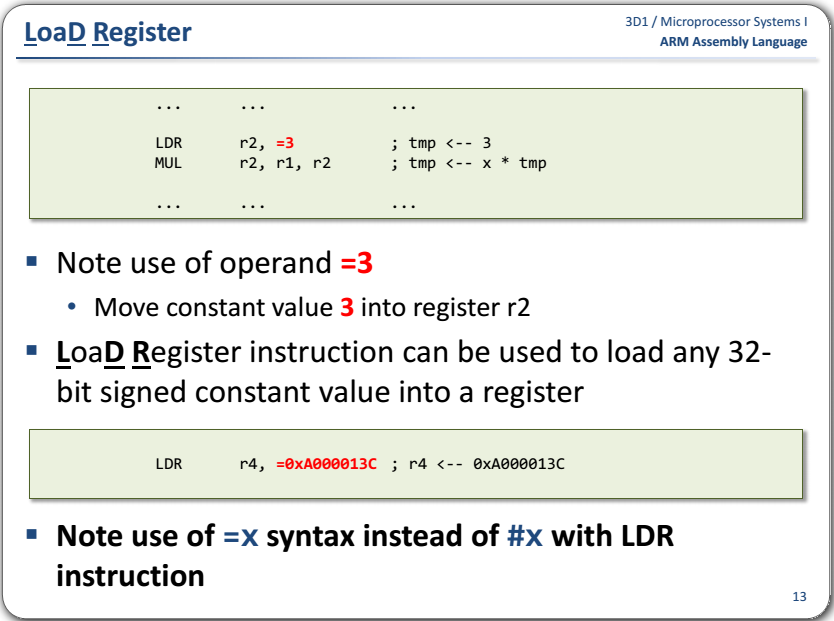 LoaD Register
3D1 / Microprocessor Systems I
ARM Assembly Language
... ... ...
LDR r2, =3 ; tmp <-- 3
MUL r2, r1, r2 ; tmp <-- x * tmp
... ... ...
▪ Note use of operand =3
• Move constant value 3 into register r2
▪ LoaD Register instruction can be used to load any 32-
bit signed constant value into a register
LDR r4, =0xA000013C ; r4 <-- 0xA000013C
▪ Note use of =x syntax instead of #x with LDR
instruction
13